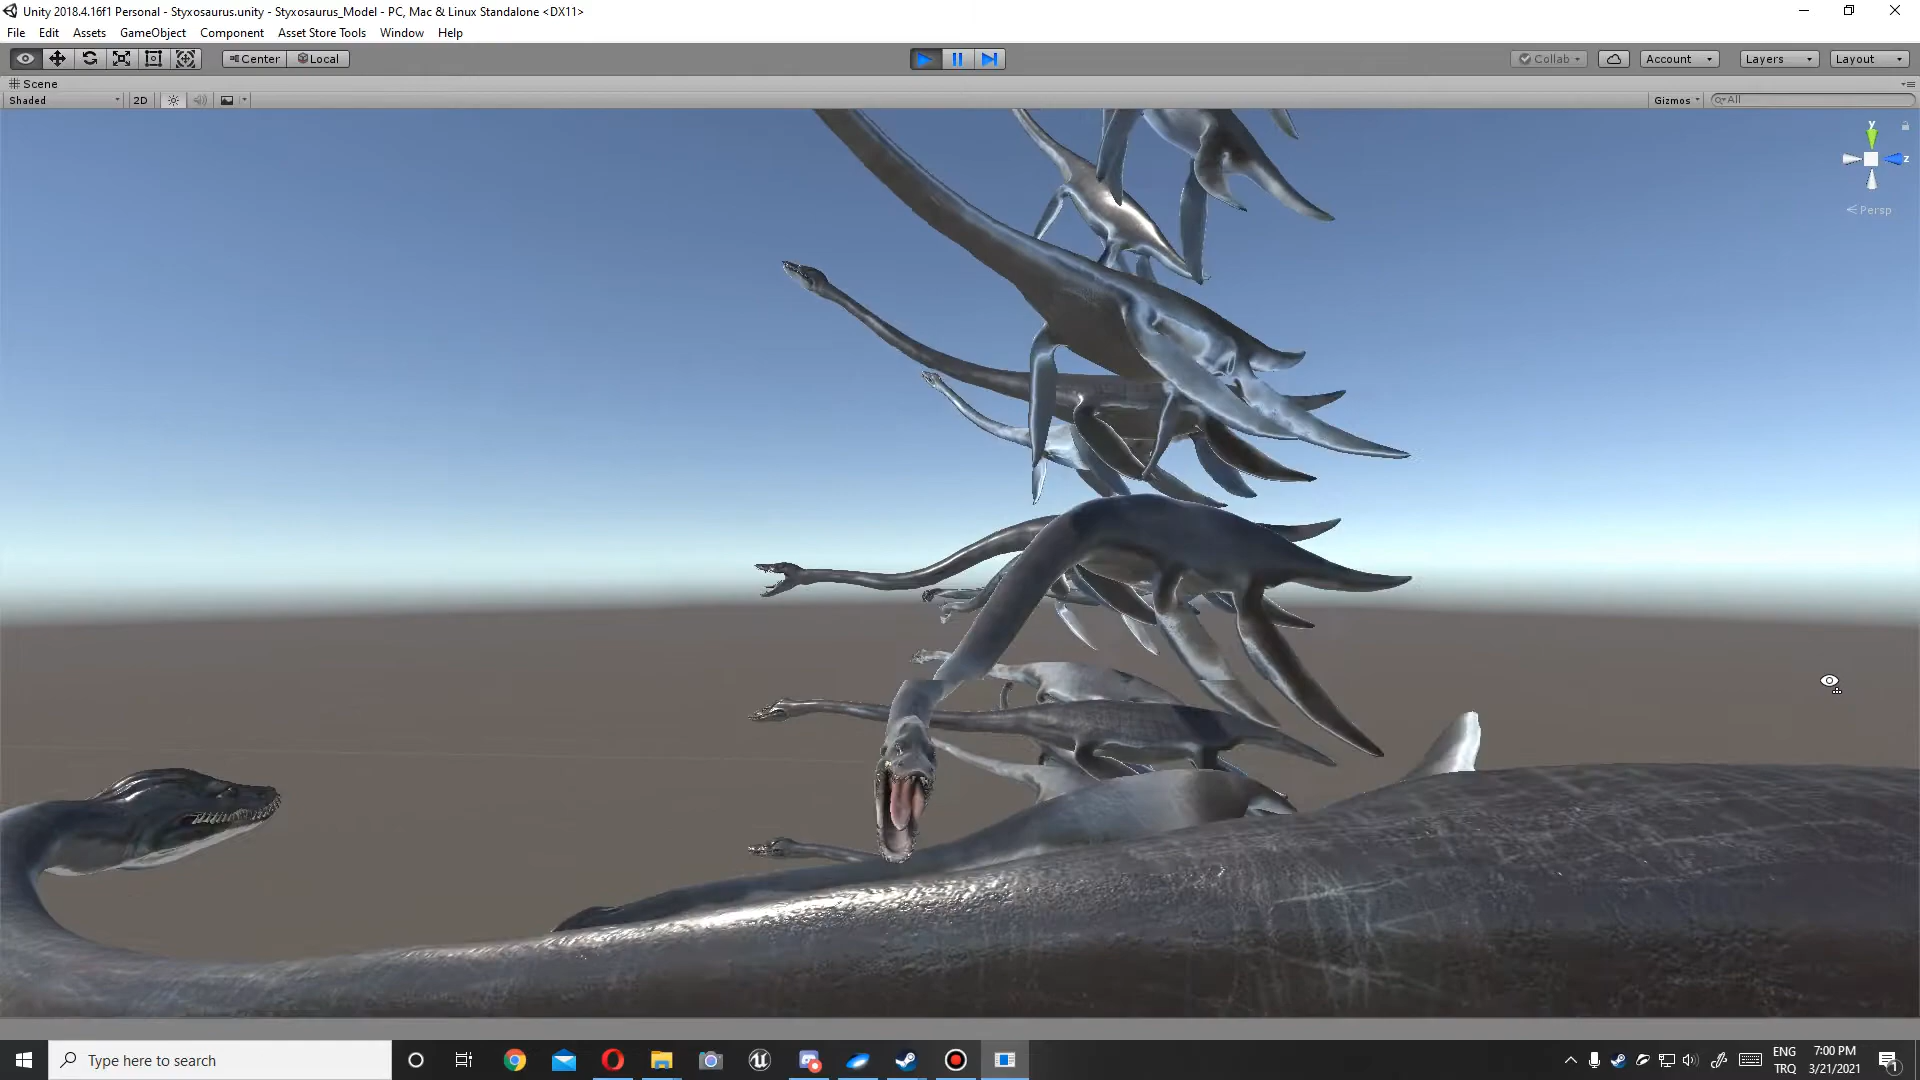 Unity 2018.4.16f1 Personal - Styxosaurus.unity - Styxosaurus_Model - PC, Mac & Linux Standalone <DX11>
File Edit Assets GameObject Component Asset Store Tools Window Help
Center Local Collab Account Layers Layout
Scene
Shaded 2D Gizmos All
y
z
Persp
Type here to search
ENG 7:00 PM
TRQ 3/21/2021
1